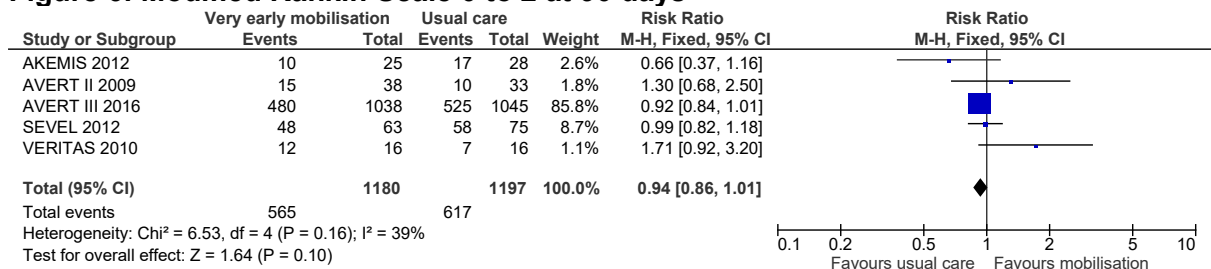 Very early mobilisation Usual care Risk Ratio Risk Ratio
Study or Subgroup Events Total Events Total Weight M-H, Fixed, 95% CI M-H, Fixed, 95% CI
AKEMIS 2012 10 25 17 28 2.6% 0.66 [0.37, 1.16]
AVERT II 2009 15 38 10 33 1.8% 1.30 [0.68, 2.50]
AVERT III 2016 480 1038 525 1045 85.8% 0.92 [0.84, 1.01]
SEVEL 2012 48 63 58 75 8.7% 0.99 [0.82, 1.18]
VERITAS 2010 12 16 7 16 1.1% 1.71 [0.92, 3.20]
Total (95% CI) 1180 1197 100.0% 0.94 [0.86, 1.01]
Total events 565 617
Heterogeneity: Chi² = 6.53, df = 4 (P = 0.16); I² = 39%
Test for overall effect: Z = 1.64 (P = 0.10)
0.1 0.2 0.5 1 2 5 10
Favours usual care Favours mobilisation